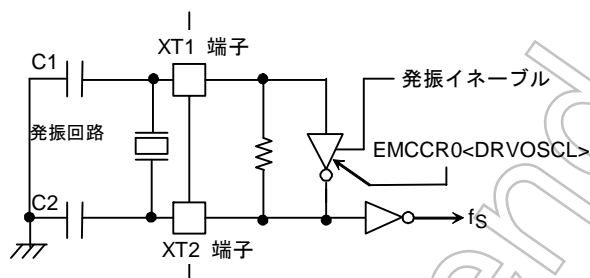 XT1 端子
C1
発振イネーブル
発振回路
EMCCR0<DRVOSCL>
C2
fS
XT2 端子